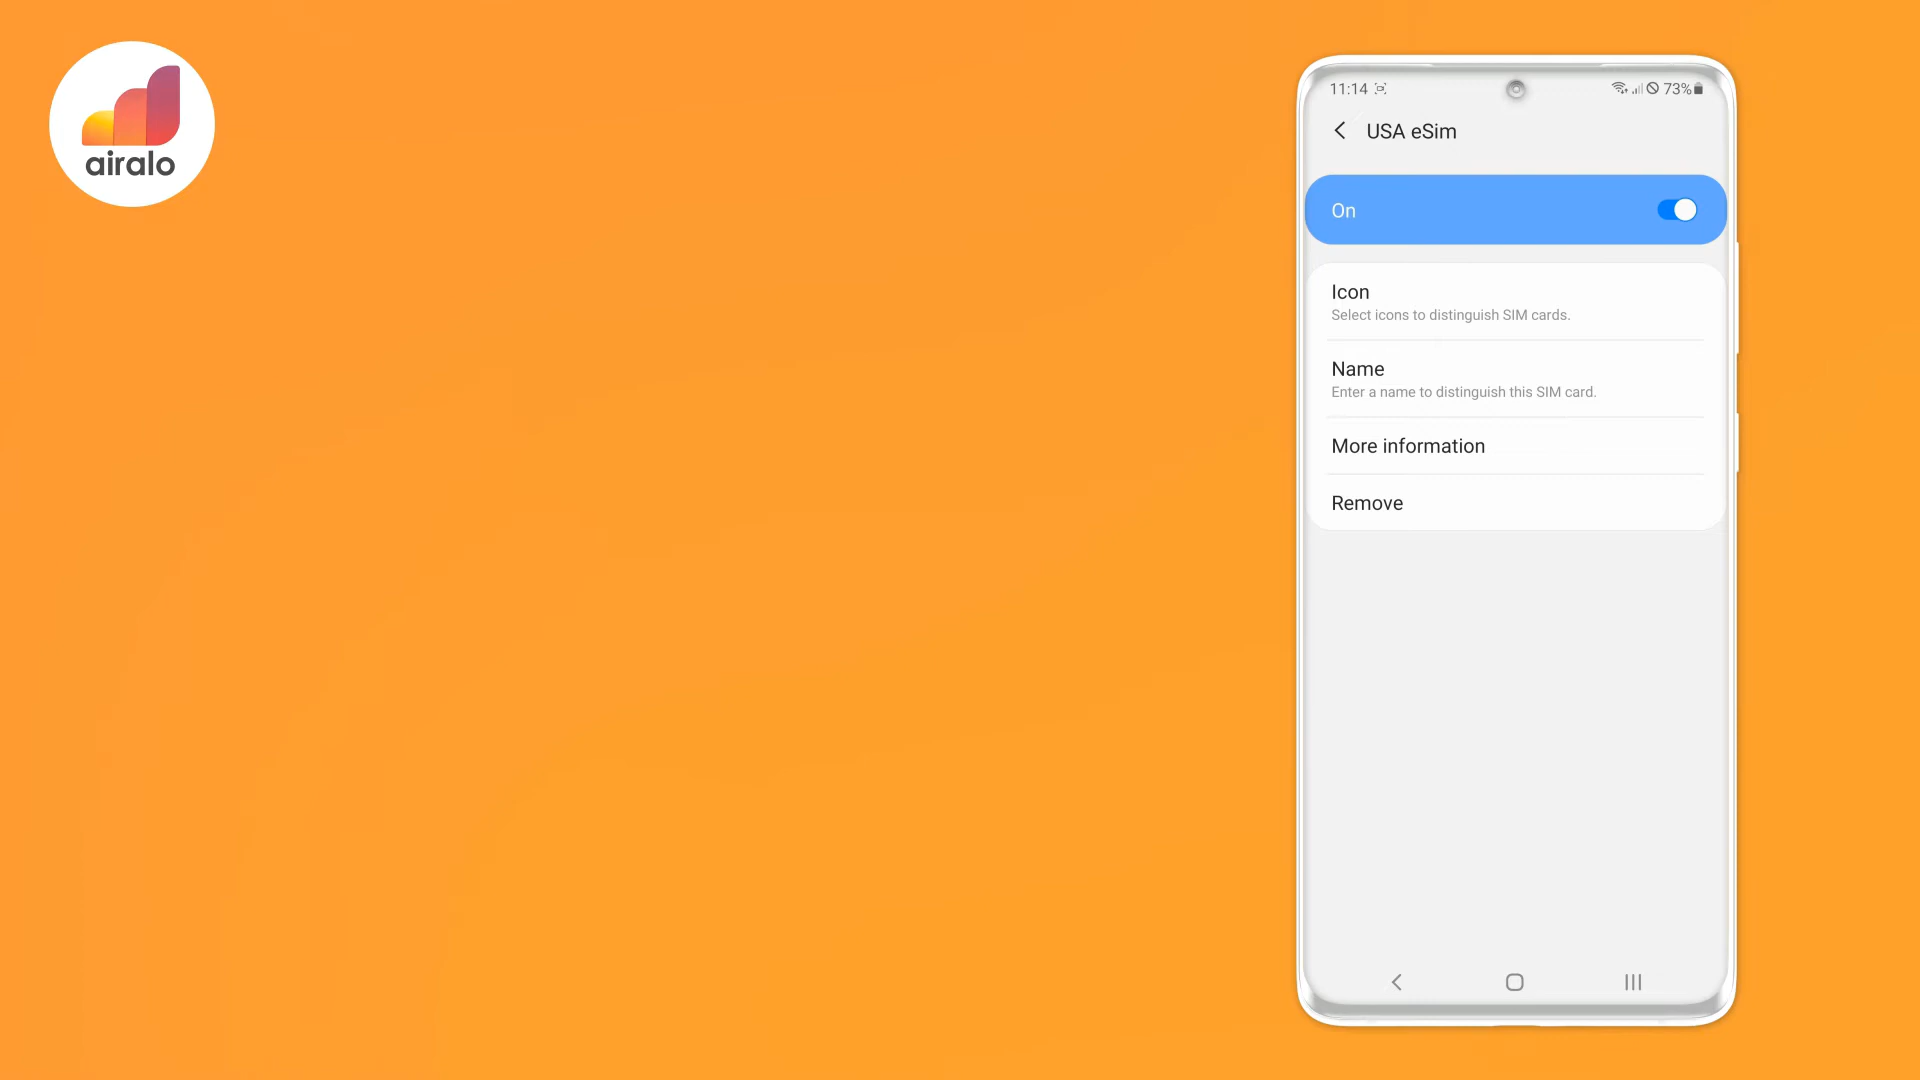 airalo
11:14
73%
USA eSim
On
Icon
Select icons to distinguish SIM cards.
Name
Enter a name to distinguish this SIM card.
More information
Remove